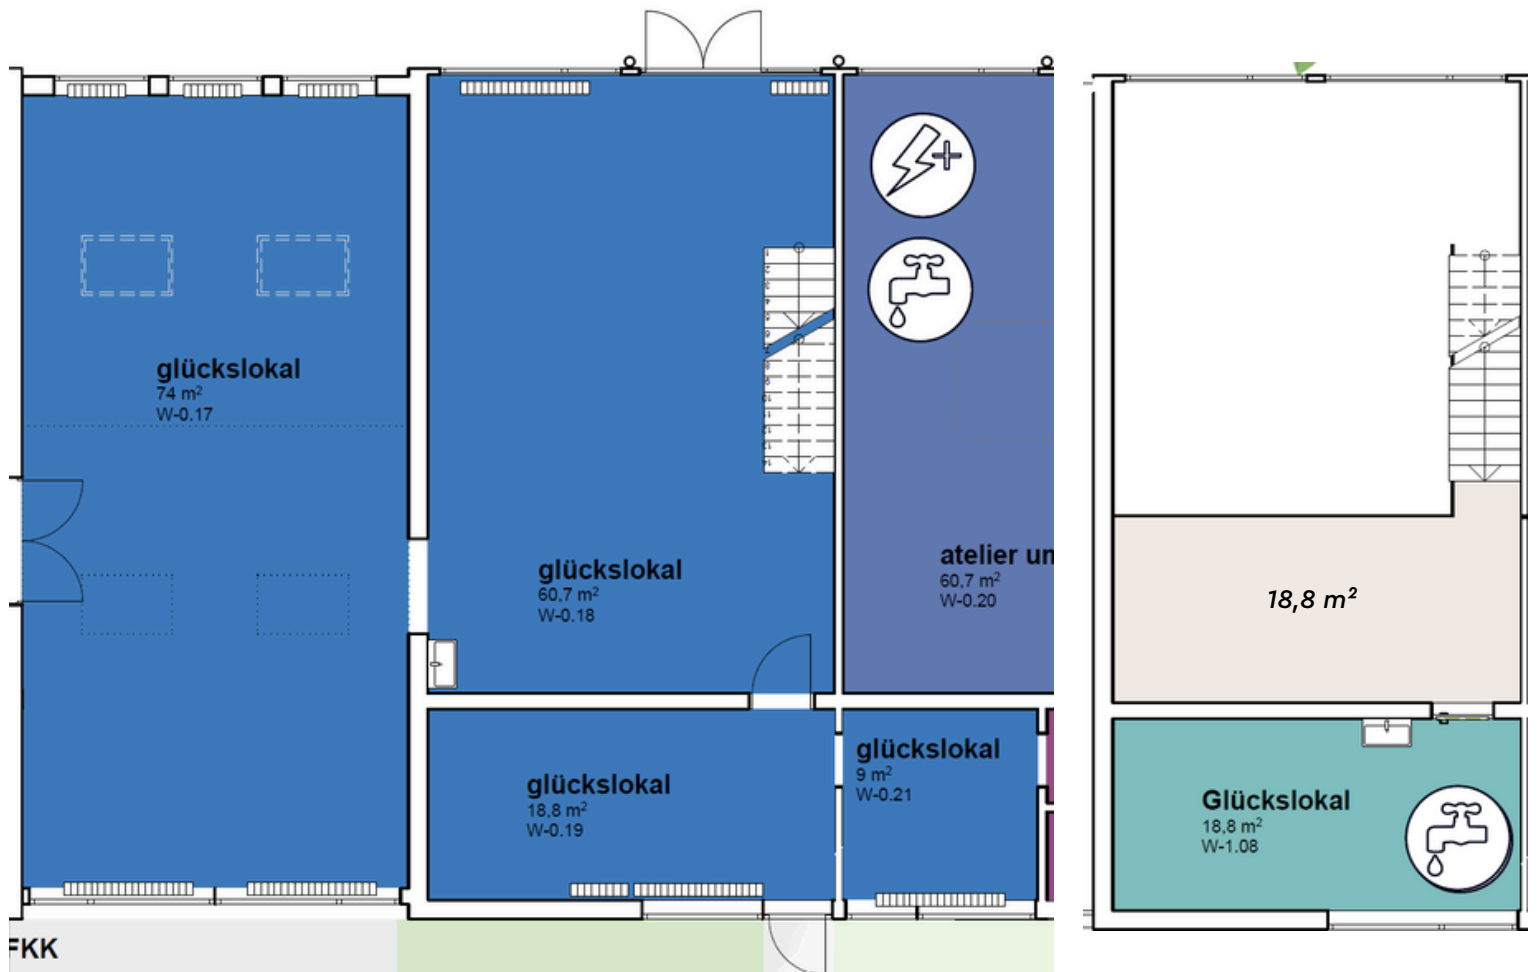 glückslokal
74 m²
W-0.17
glückslokal
60,7 m²
W-0.18
atelier un
60,7 m²
W-0.20
18,8 m²
glückslokal
18,8 m²
W-0.19
glückslokal
9 m²
W-0.21
Glückslokal
18,8 m²
W-1.08
FKK